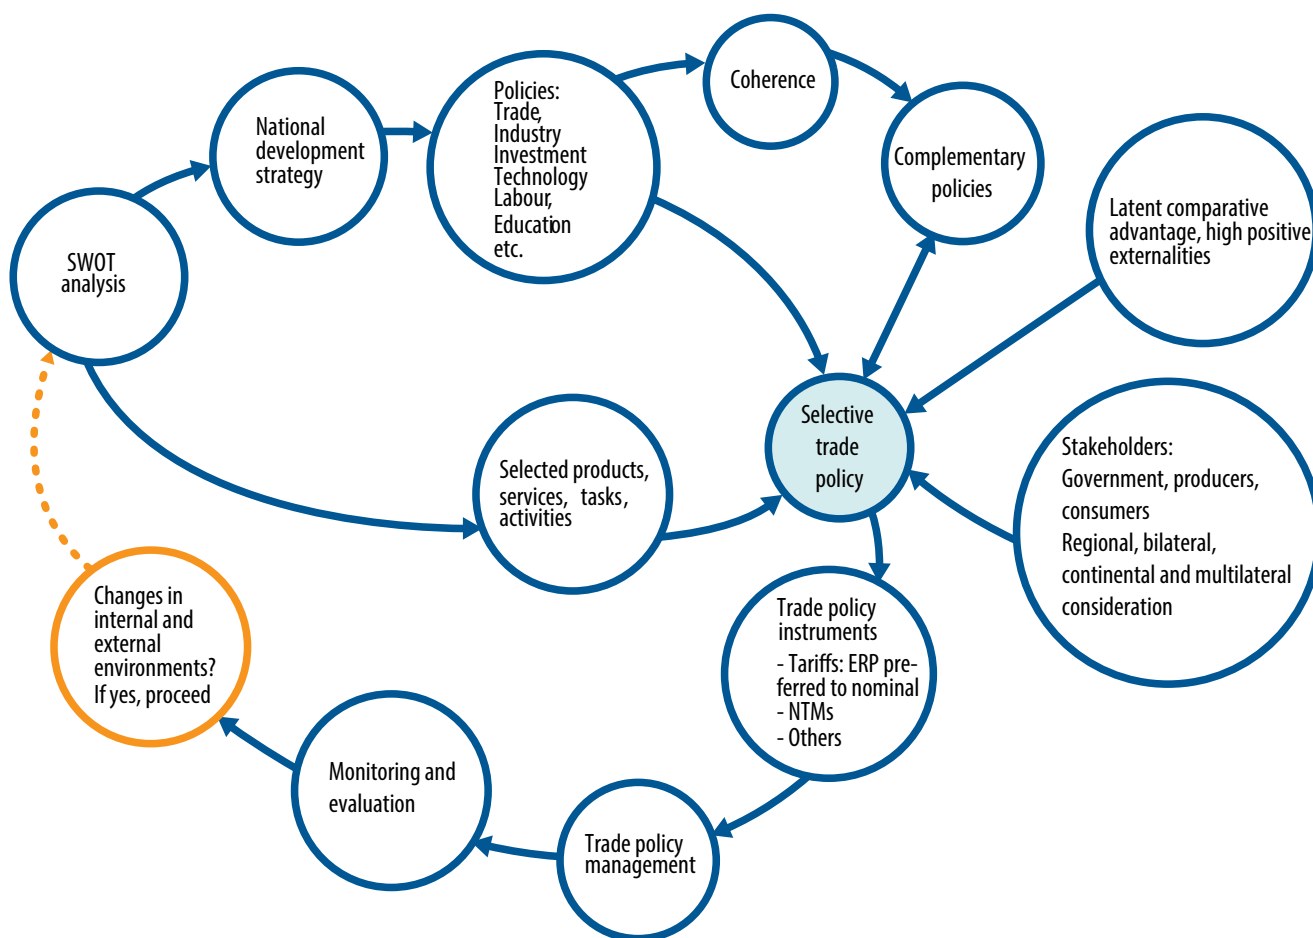 Coherence
Policies:
Trade,
Industry
Investment
Technology
Labour,
Education
etc.
National
development
strategy
Complementary
policies
Latent comparative
advantage, high positive
externalities
SWOT
analysis
Selective
trade
policy
Stakeholders:
Government, producers,
consumers
Regional, bilateral,
continental and multilateral
consideration
Selected products,
services, tasks,
activities
Changes in
internal and
external
environments?
If yes, proceed
Trade policy
instruments
- Tariffs: ERP pre-
ferred to nominal
- NTMs
- Others
Monitoring and
evaluation
Trade policy
management